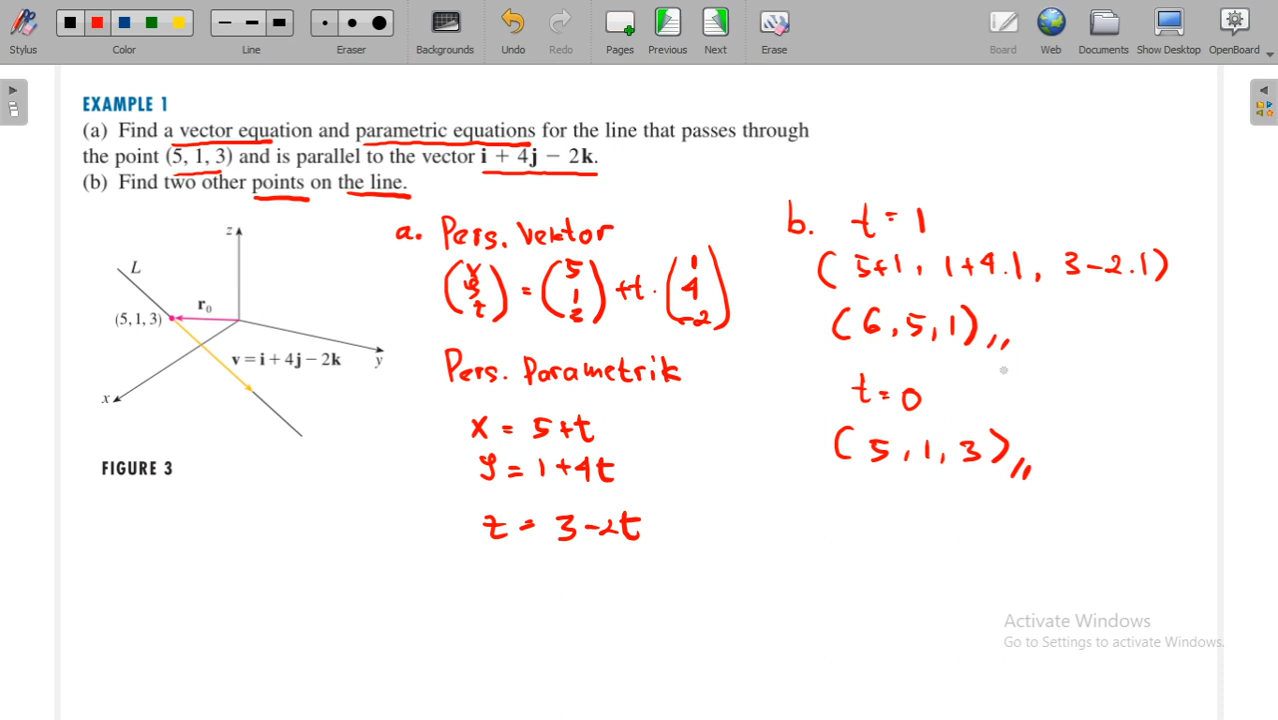 Stylus
Color
Line
Eraser
Backgrounds
Undo
Redo
Pages
Previous
Next
Erase
Board
Web
Documents
Show Desktop
OpenBoard
EXAMPLE 1
(a) Find a vector equation and parametric equations for the line that passes through
the point (5, 1, 3) and is parallel to the vector i + 4j − 2k.
(b) Find two other points on the line.
z
L
r₀
(5, 1, 3)
v = i + 4j − 2k
y
x
FIGURE 3
a. Pers. Vektor
(x y z) = (5 1 3) + t · (1 4 -2)
Pers. Parametrik
x = 5+t
y = 1+4t
z = 3-2t
b. t = 1
(5+1, 1+4.1, 3-2.1)
(6, 5, 1)
t = 0
(5, 1, 3)
Activate Windows
Go to Settings to activate Windows.